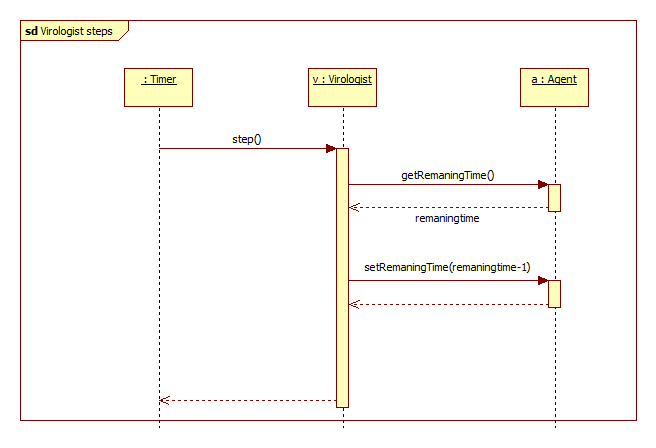 sd Virologist steps
: Timer
v : Virologist
a : Agent
step()
getRemaningTime()
remaningtime
setRemaningTime(remaningtime-1)